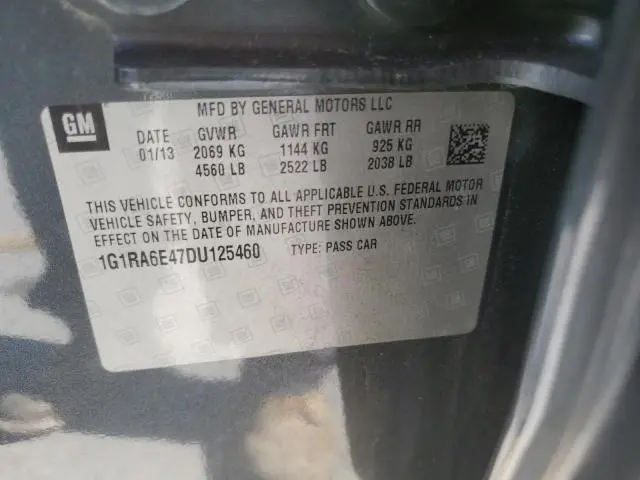 GM
MFD BY GENERAL MOTORS LLC
DATE GVWR GAWR FRT GAWR RR
01/13 2069 KG 1144 KG 925 KG
4560 LB 2522 LB 2038 LB
THIS VEHICLE CONFORMS TO ALL APPLICABLE U.S. FEDERAL MOTOR
VEHICLE SAFETY, BUMPER, AND THEFT PREVENTION STANDARDS IN
EFFECT ON THE DATE OF MANUFACTURE SHOWN ABOVE.
1G1RA6E47DU125460 TYPE: PASS CAR